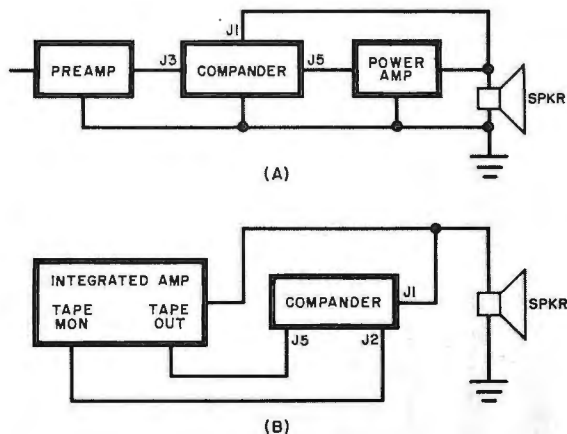 J1
PREAMP
J3
COMPANDER
J5
POWER
AMP
SPKR
(A)
INTEGRATED AMP
TAPE
MON
TAPE
OUT
COMPANDER
J1
J5
J2
SPKR
(B)